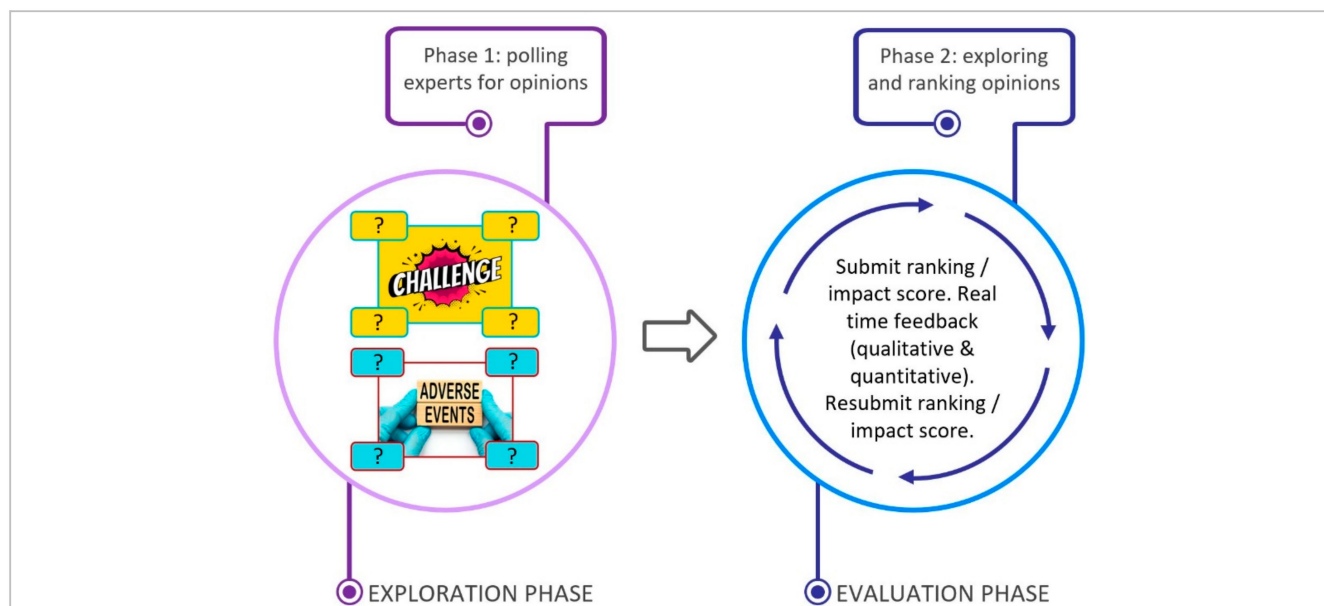 Phase 1: polling
experts for opinions
Phase 2: exploring
and ranking opinions
?
?
CHALLENGE
?
?
?
?
ADVERSE
EVENTS
?
?
Submit ranking /
impact score. Real
time feedback
(qualitative &
quantitative).
Resubmit ranking /
impact score.
EXPLORATION PHASE
EVALUATION PHASE